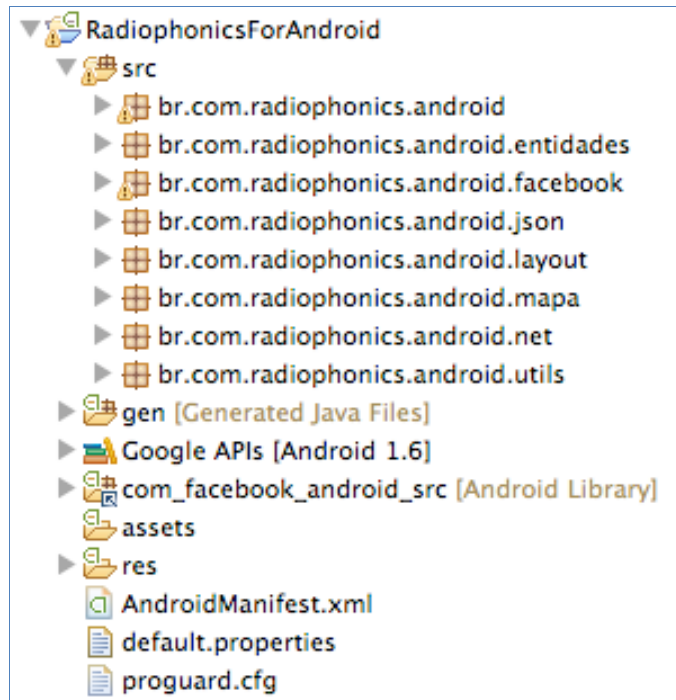 RadiophonicsForAndroid
src
br.com.radiophonics.android
br.com.radiophonics.android.entidades
br.com.radiophonics.android.facebook
br.com.radiophonics.android.json
br.com.radiophonics.android.layout
br.com.radiophonics.android.mapa
br.com.radiophonics.android.net
br.com.radiophonics.android.utils
gen [Generated Java Files]
Google APIs [Android 1.6]
com_facebook_android_src [Android Library]
assets
res
AndroidManifest.xml
default.properties
proguard.cfg